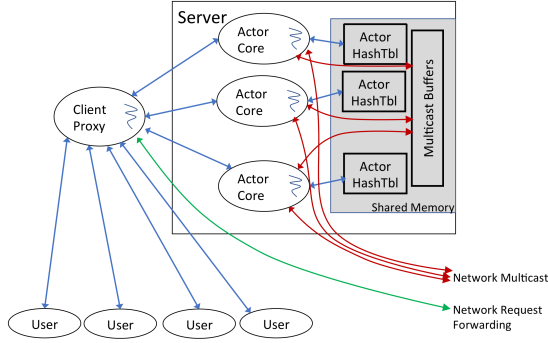 Server
Actor
Core
Actor
HashTbl
Actor
Core
Actor
HashTbl
Multicast Buffers
Client
Proxy
Actor
Core
Actor
HashTbl
Shared Memory
Network Multicast
Network Request
Forwarding
User
User
User
User